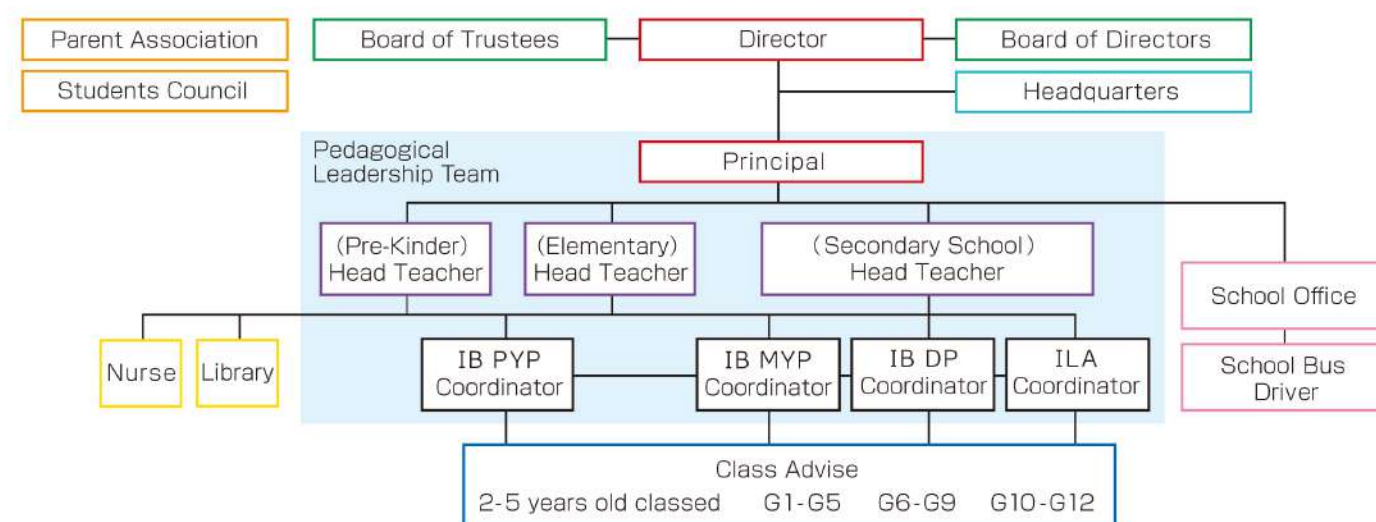 Parent Association
Board of Trustees
Director
Board of Directors
Students Council
Headquarters
Pedagogical
Leadership Team
Principal
(Pre-Kinder)
Head Teacher
(Elementary)
Head Teacher
(Secondary School)
Head Teacher
School Office
Nurse
Library
IB PYP
Coordinator
IB MYP
Coordinator
IB DP
Coordinator
ILA
Coordinator
School Bus
Driver
Class Advise
2-5 years old classed G1-G5 G6-G9 G10-G12